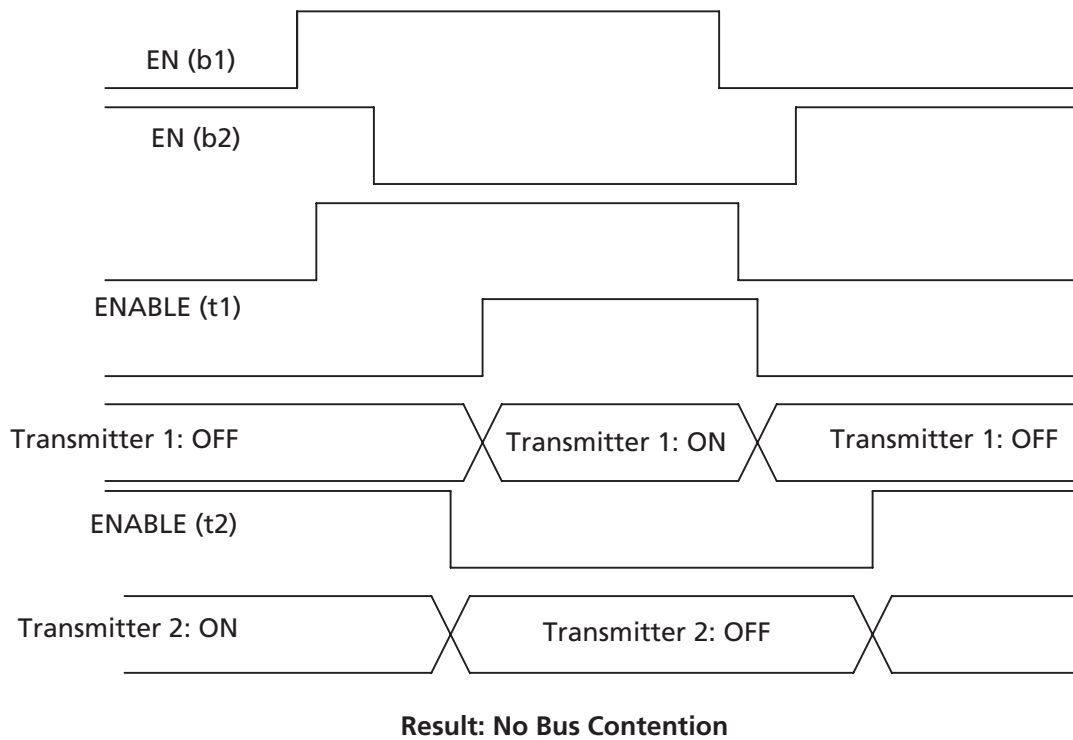 EN (b1)
EN (b2)
ENABLE (t1)
Transmitter 1: OFF
Transmitter 1: ON
Transmitter 1: OFF
ENABLE (t2)
Transmitter 2: ON
Transmitter 2: OFF
Result: No Bus Contention